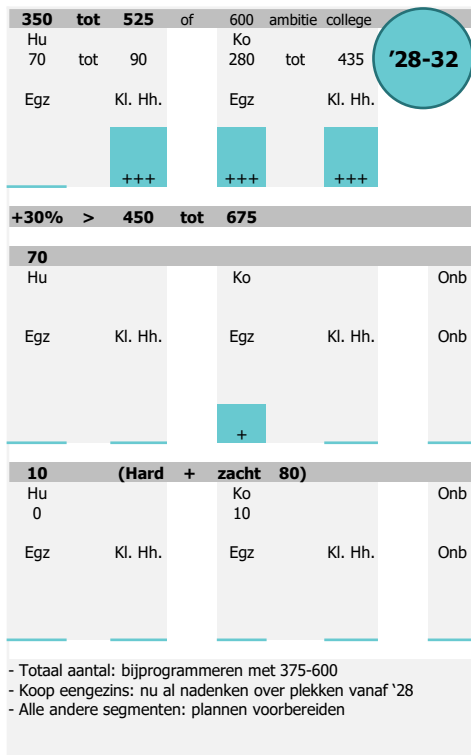 350 tot 525 of 600 ambitie college
Hu Ko
70 tot 90 280 tot 435
'28-32
Egz Kl. Hh. Egz Kl. Hh.
+++ +++ +++
+30% > 450 tot 675
70
Hu Ko Onb
Egz Kl. Hh. Egz Kl. Hh. Onb
+
10 (Hard + zacht 80)
Hu Ko Onb
0 10
Egz Kl. Hh. Egz Kl. Hh. Onb
- Totaal aantal: bijprogrammeren met 375-600
- Koop eengezins: nu al nadenken over plekken vanaf '28
- Alle andere segmenten: plannen voorbereiden